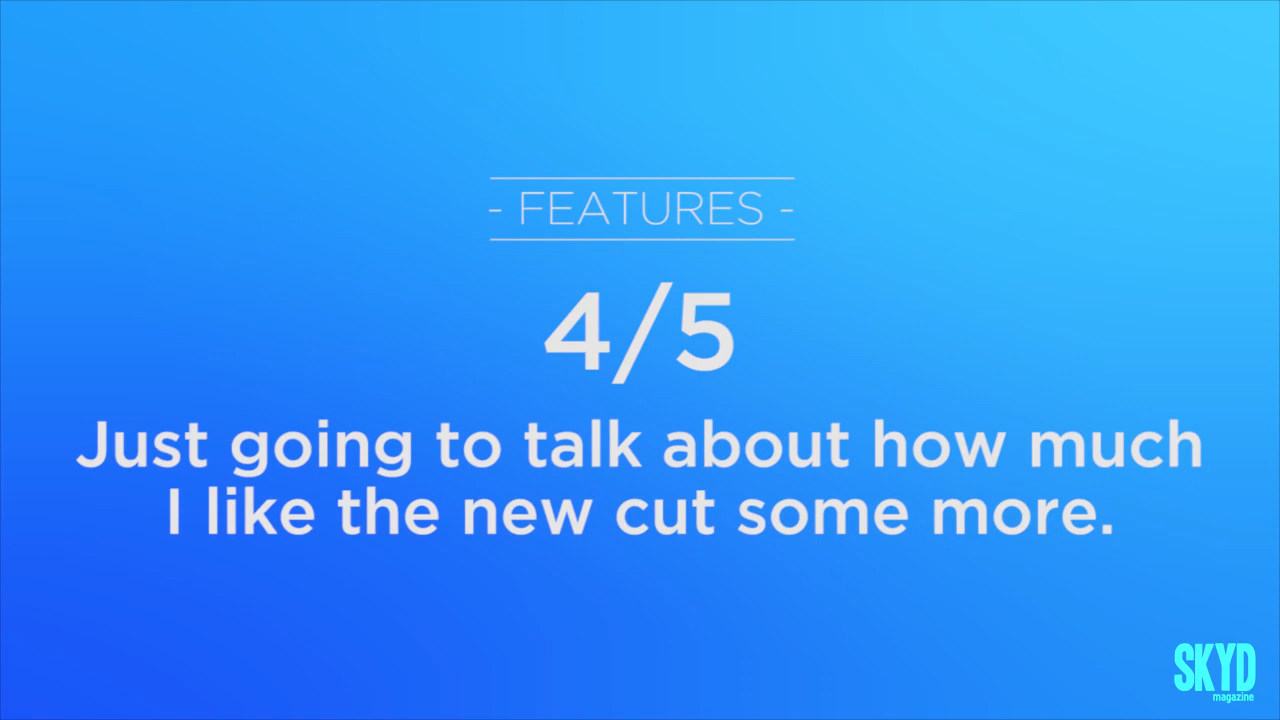 - FEATURES -
4/5
Just going to talk about how much
I like the new cut some more.
SKYD
magazine